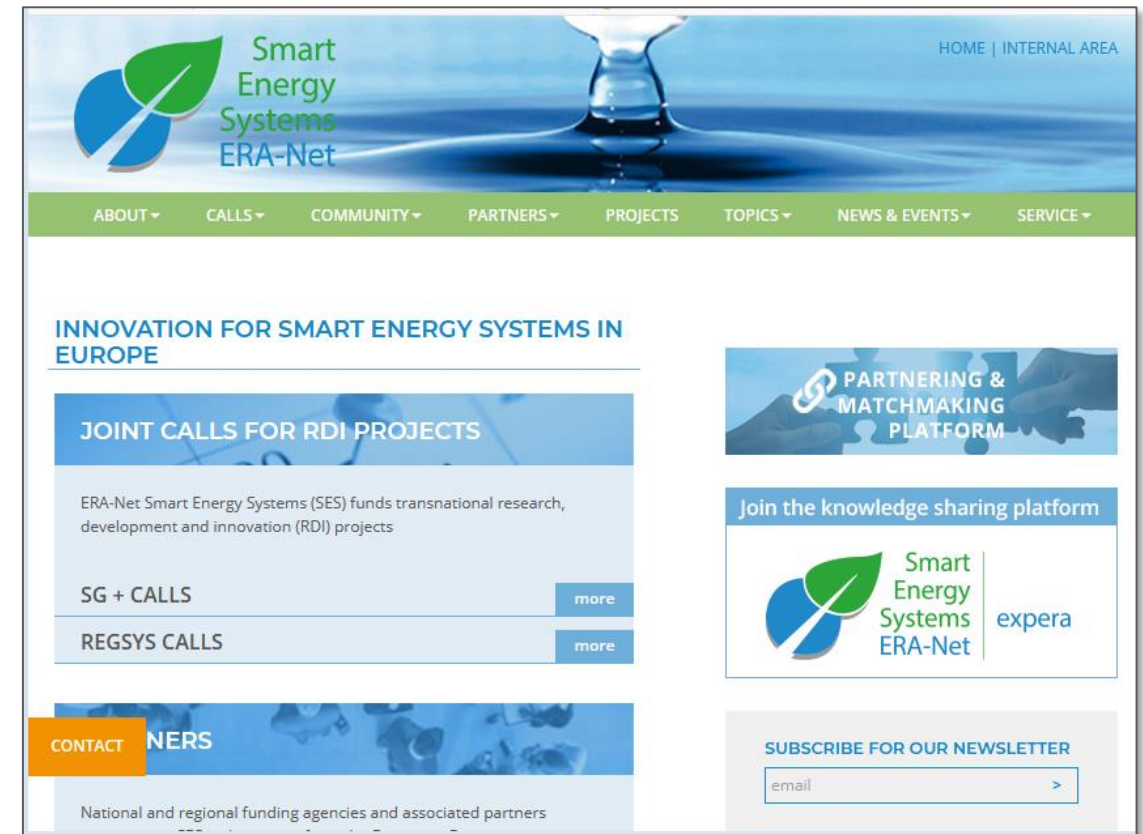 Smart
Energy
Systems
ERA-Net
HOME | INTERNAL AREA
ABOUT CALLS COMMUNITY PARTNERS PROJECTS TOPICS NEWS & EVENTS SERVICE
INNOVATION FOR SMART ENERGY SYSTEMS IN
EUROPE
JOINT CALLS FOR RDI PROJECTS
ERA-Net Smart Energy Systems (SES) funds transnational research,
development and innovation (RDI) projects
SG + CALLS more
REGSYS CALLS more
CONTACT
NERS
National and regional funding agencies and associated partners
PARTNERING &
MATCHMAKING
PLATFORM
Join the knowledge sharing platform
Smart
Energy
Systems
ERA-Net
expera
SUBSCRIBE FOR OUR NEWSLETTER
email >